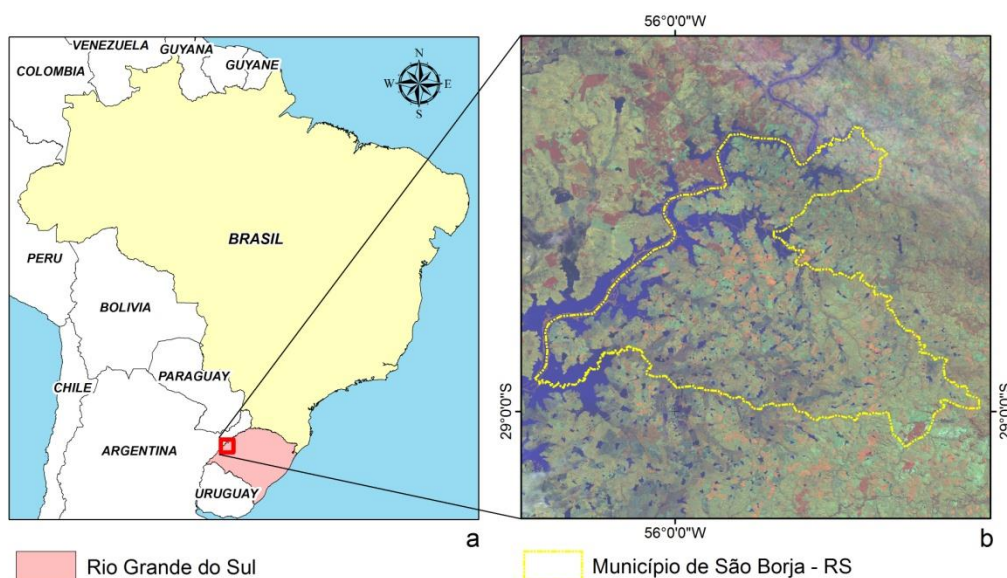 56°0'0"W
VENEZUELA
GUYANA
GUYANE
COLOMBIA
N
W
E
S
BRASIL
PERU
BOLIVIA
PARAGUAY
CHILE
ARGENTINA
URUGUAY
29°0'0"S
29°0'0"S
a
56°0'0"W
b
Rio Grande do Sul
Município de São Borja - RS